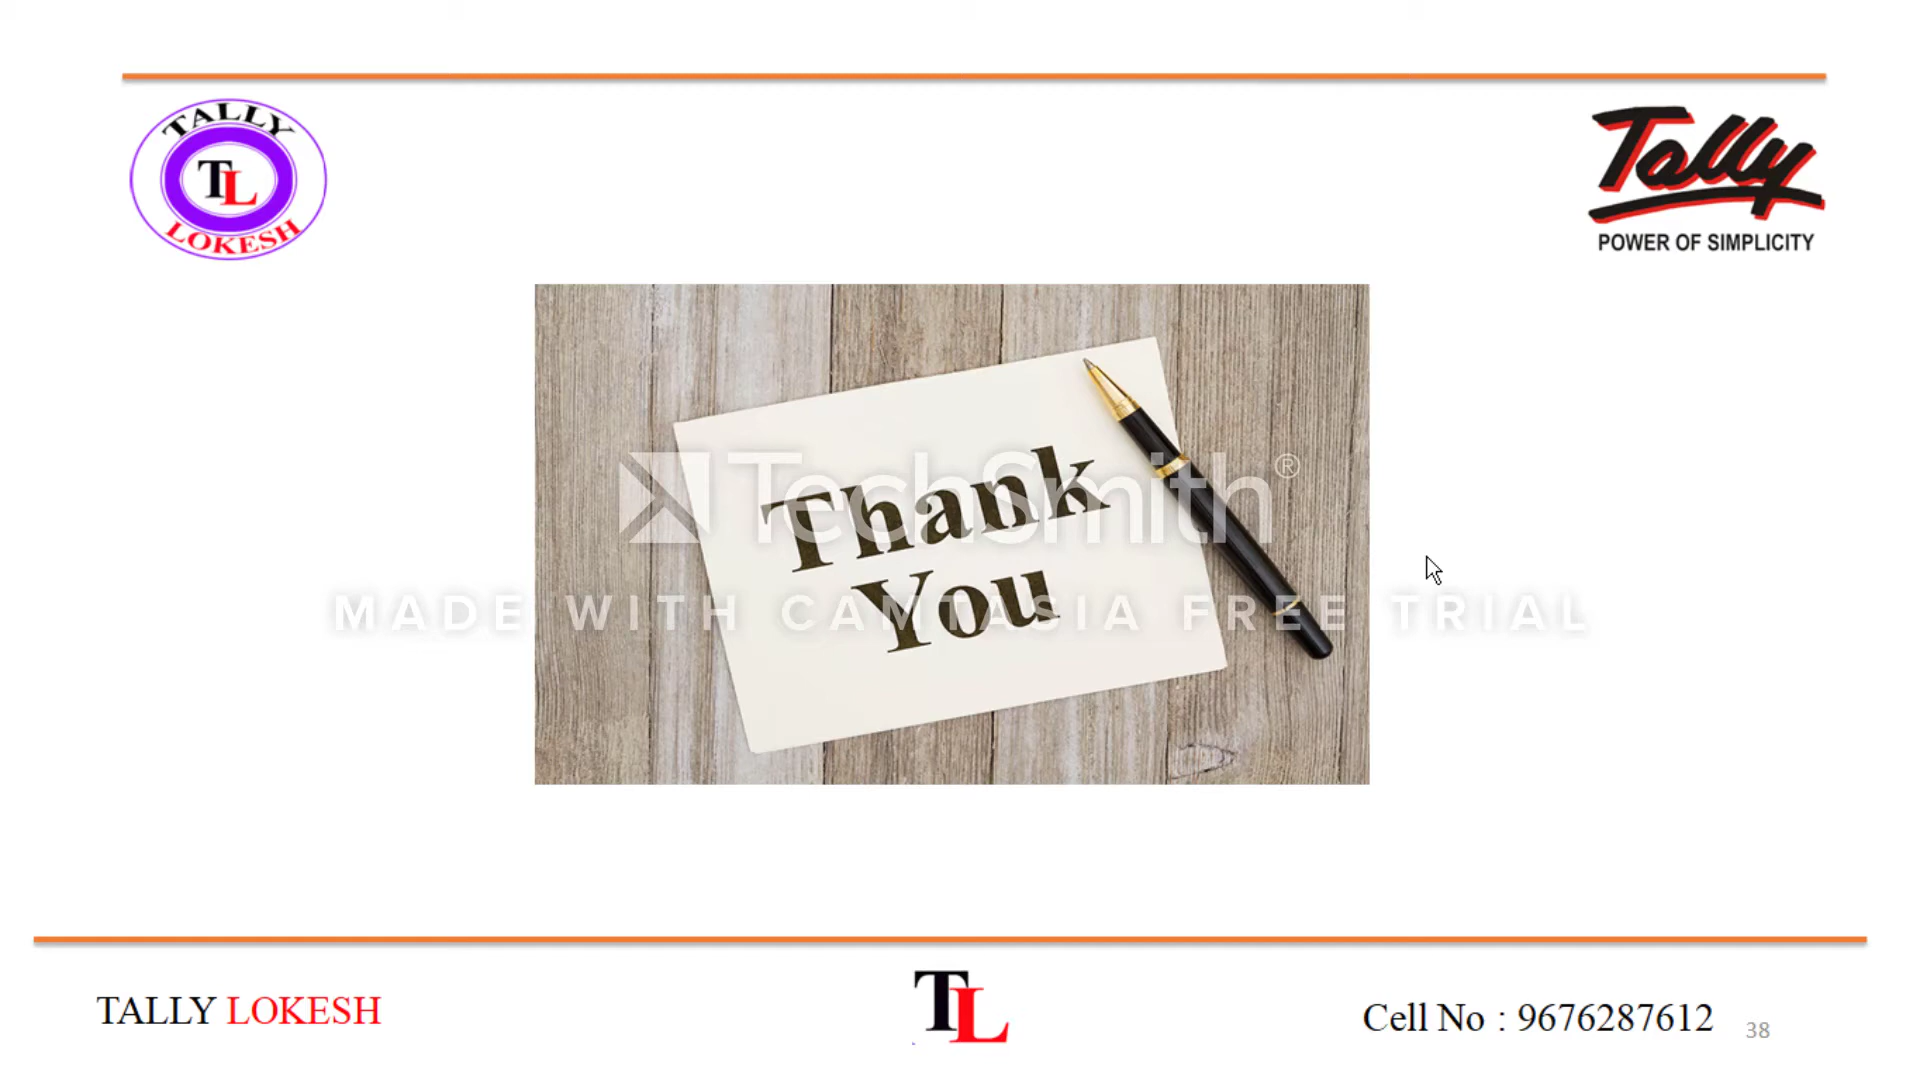 TALLY
TL
LOKESH
Tally
POWER OF SIMPLICITY
Thank
You
TechSmith®
MADE WITH CAMTASIA FREE TRIAL
TALLY LOKESH
TL
Cell No : 9676287612
38